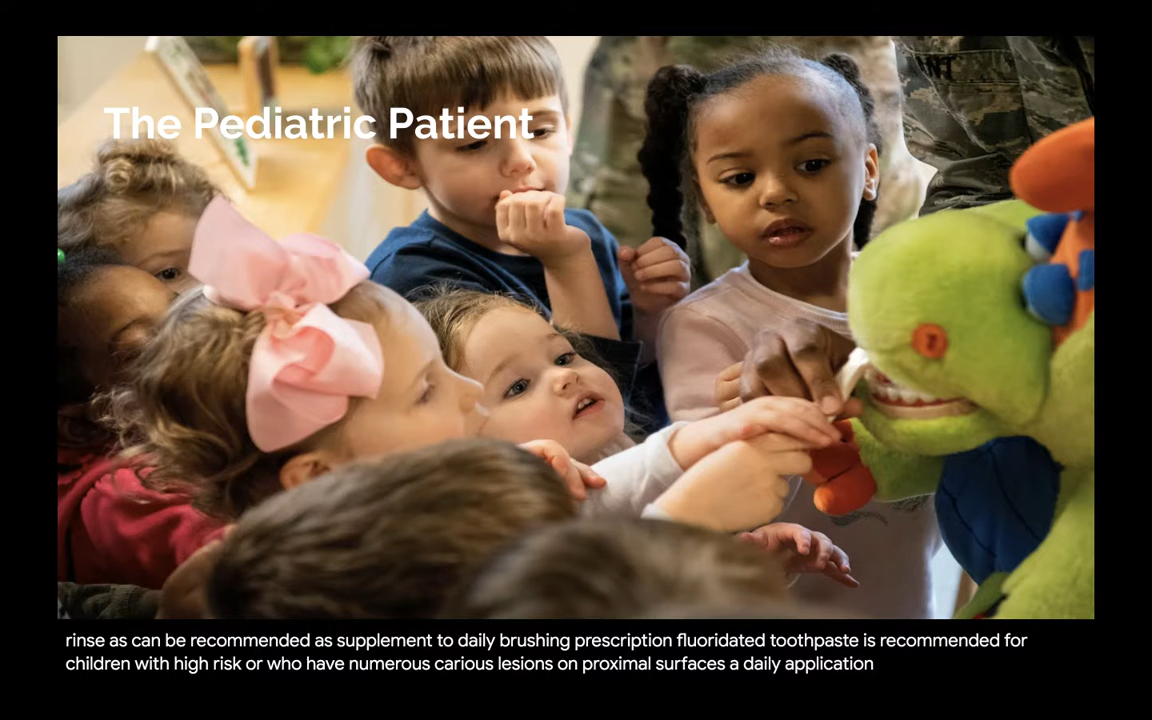 The Pediatric Patient
rinse as can be recommended as supplement to daily brushing prescription fluoridated toothpaste is recommended for
children with high risk or who have numerous carious lesions on proximal surfaces a daily application